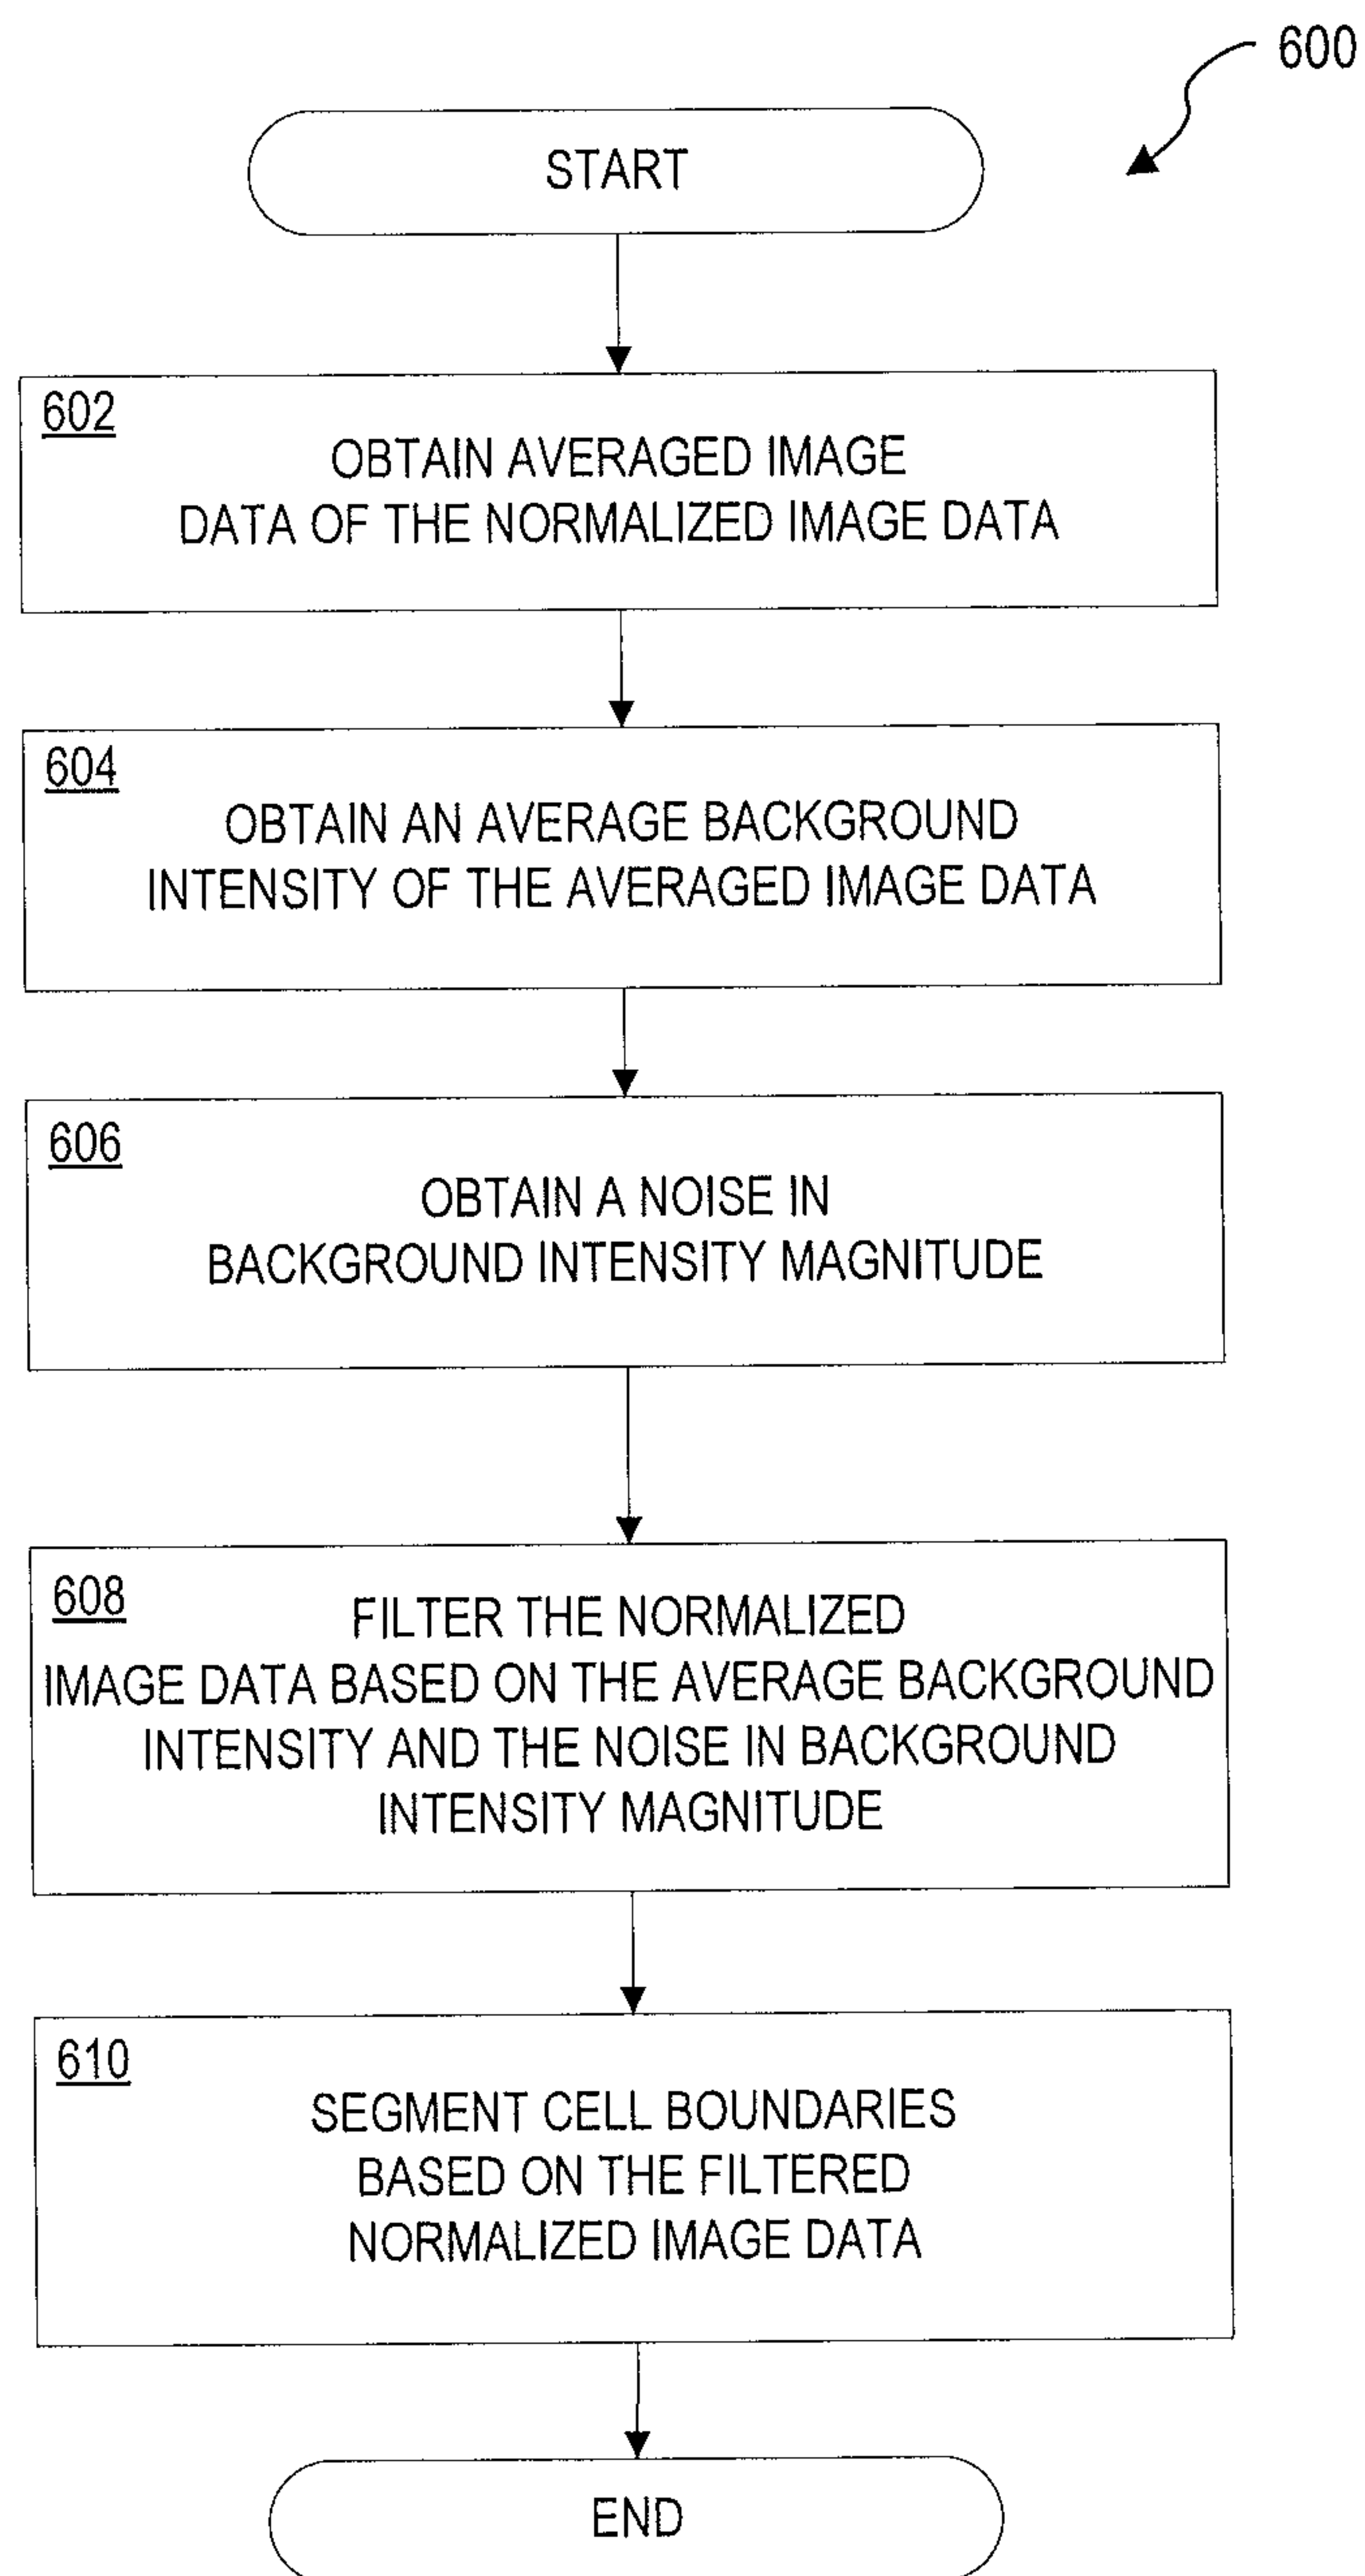 600
START
602
OBTAIN AVERAGED IMAGE
DATA OF THE NORMALIZED IMAGE DATA
604
OBTAIN AN AVERAGE BACKGROUND
INTENSITY OF THE AVERAGED IMAGE DATA
606
OBTAIN A NOISE IN
BACKGROUND INTENSITY MAGNITUDE
608
FILTER THE NORMALIZED
IMAGE DATA BASED ON THE AVERAGE BACKGROUND
INTENSITY AND THE NOISE IN BACKGROUND
INTENSITY MAGNITUDE
610
SEGMENT CELL BOUNDARIES
BASED ON THE FILTERED
NORMALIZED IMAGE DATA
END